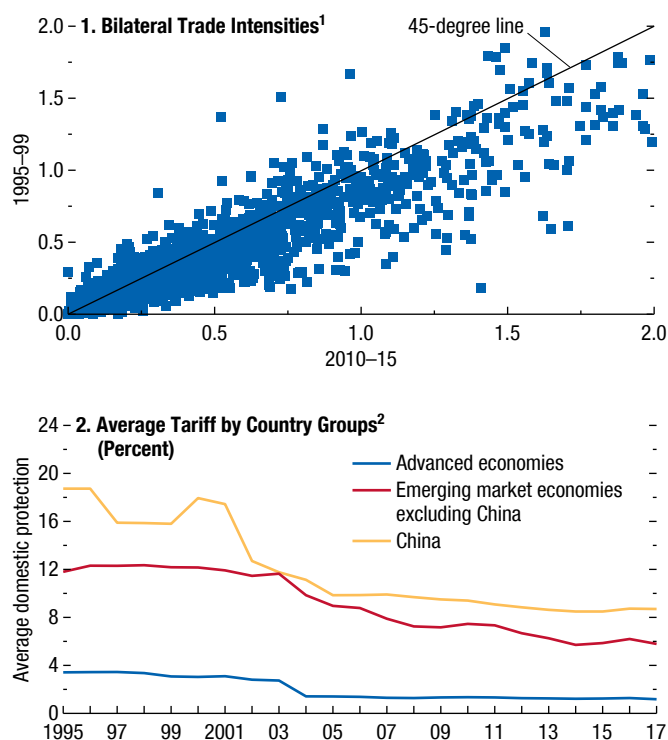 1. Bilateral Trade Intensities1
45-degree line
2.0
1.5
1.0
0.5
0.0
1995–99
0.0 0.5 1.0 1.5 2.0
2010–15
2. Average Tariff by Country Groups2
(Percent)
Advanced economies
Emerging market economies
excluding China
China
24
20
16
12
8
4
0
Average domestic protection
1995 97 99 2001 03 05 07 09 11 13 15 17